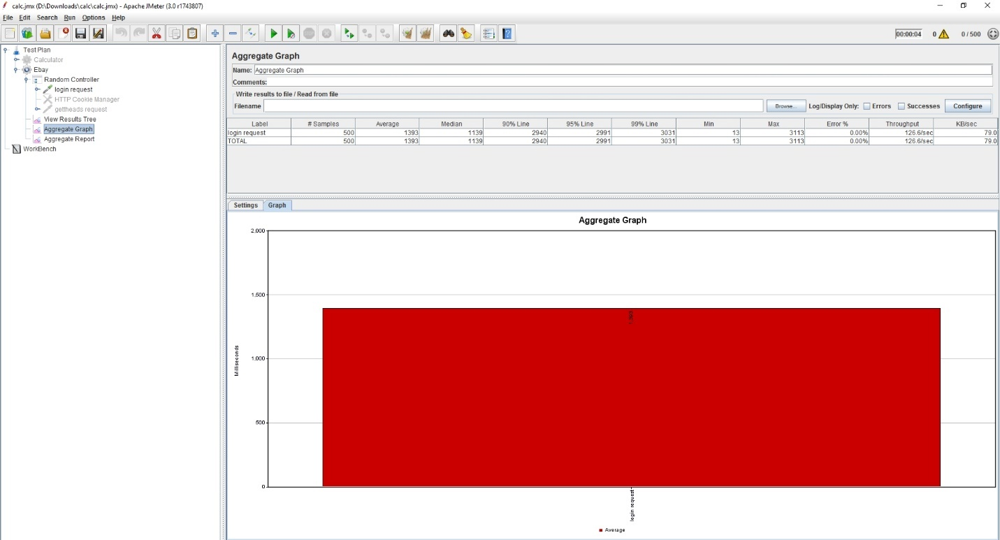 calc.jmx (D:\Downloads\calc\calc.jmx) - Apache JMeter (3.0 r1743807)
File Edit Search Run Options Help
00:00:04 0 0 / 500
Test Plan
Calculator
Ebay
Random Controller
login request
HTTP Cookie Manager
gettheads request
View Results Tree
Aggregate Graph
Aggregate Report
WorkBench
Aggregate Graph
Name: Aggregate Graph
Comments:
Write results to file / Read from file
Filename Browse... Log/Display Only: Errors Successes Configure
Label # Samples Average Median 90% Line 95% Line 99% Line Min Max Error % Throughput KB/sec
login request 500 1393 1139 2940 2991 3031 13 3113 0.00% 126.6/sec 79.0
TOTAL 500 1393 1139 2940 2991 3031 13 3113 0.00% 126.6/sec 79.0
Settings Graph
Aggregate Graph
2,000
1,500
1,000
500
0
Milliseconds
1,393
login request
Average